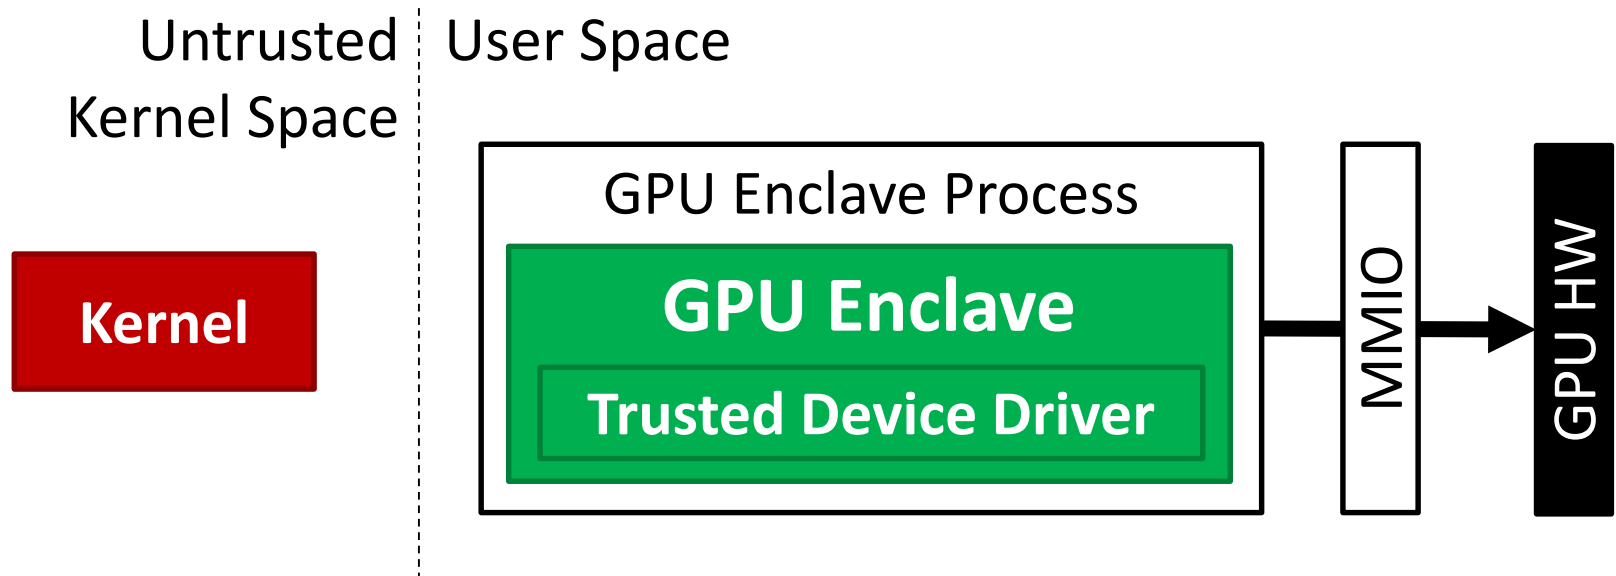 Untrusted
Kernel Space
User Space
Kernel
GPU Enclave Process
GPU Enclave
Trusted Device Driver
MMIO
GPU HW